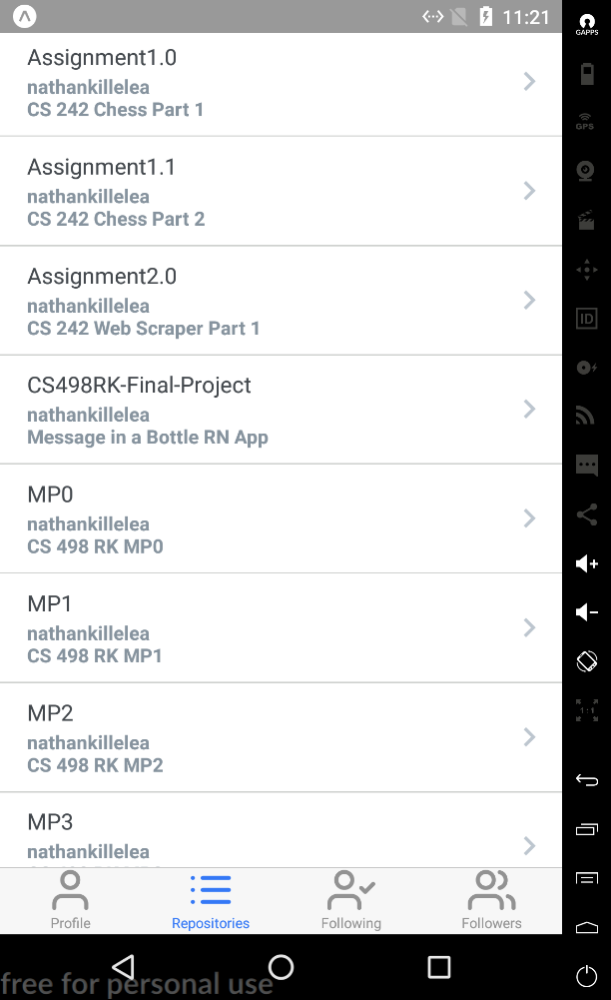 11:21
GAPPS
Assignment1.0
nathankillelea
CS 242 Chess Part 1
GPS
Assignment1.1
nathankillelea
CS 242 Chess Part 2
Assignment2.0
nathankillelea
CS 242 Web Scraper Part 1
ID
CS498RK-Final-Project
nathankillelea
Message in a Bottle RN App
MP0
nathankillelea
CS 498 RK MP0
MP1
nathankillelea
CS 498 RK MP1
MP2
nathankillelea
CS 498 RK MP2
1:1
MP3
nathankillelea
Profile
Repositories
Following
Followers
free for personal use